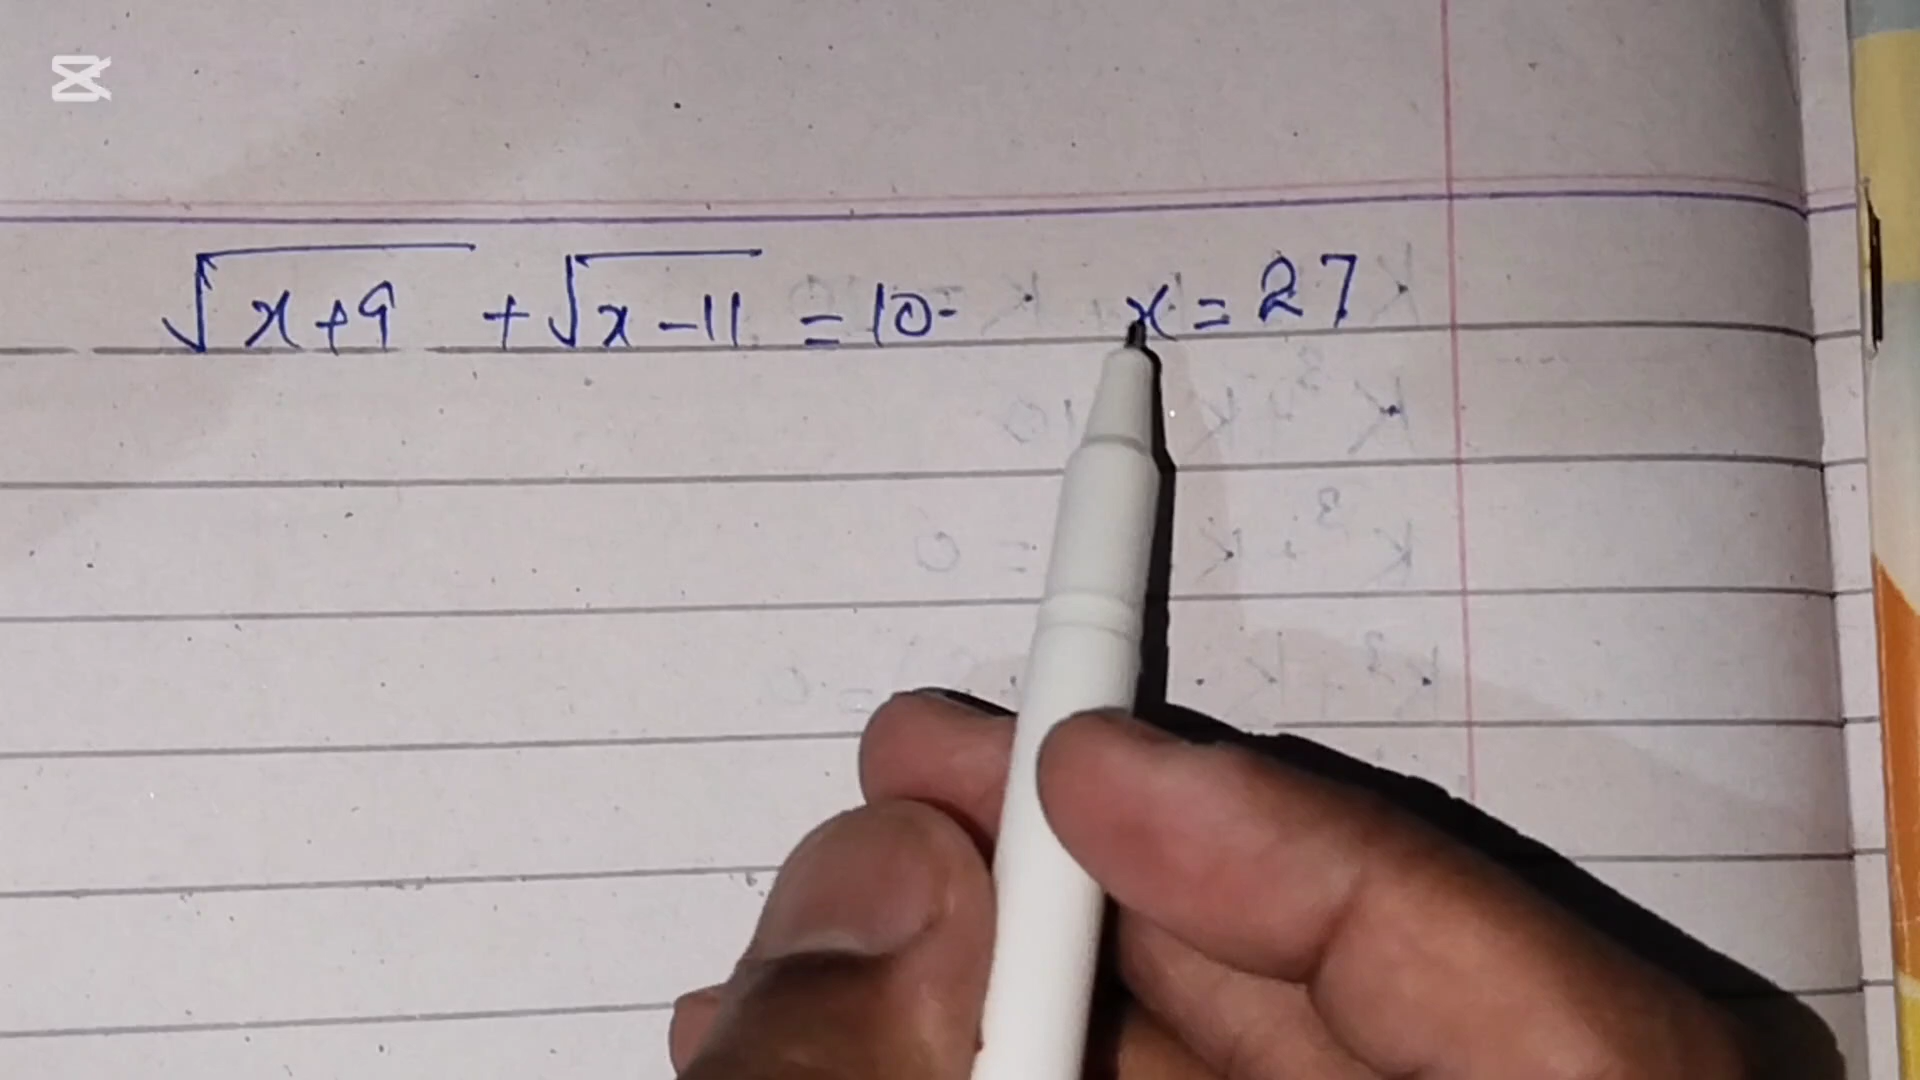 √x+9 + √x-11 = 10 x = 27